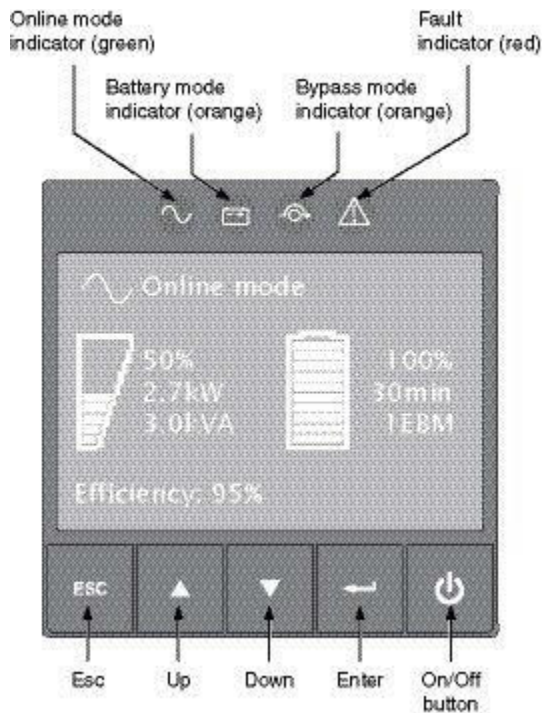 Online mode
indicator (green)
Fault
indicator (red)
Battery mode
indicator (orange)
Bypass mode
indicator (orange)
Online mode
50%
2.7kW
3.0kVA
100%
30min
1EBM
Efficiency: 95%
ESC
Esc
Up
Down
Enter
On/Off
button